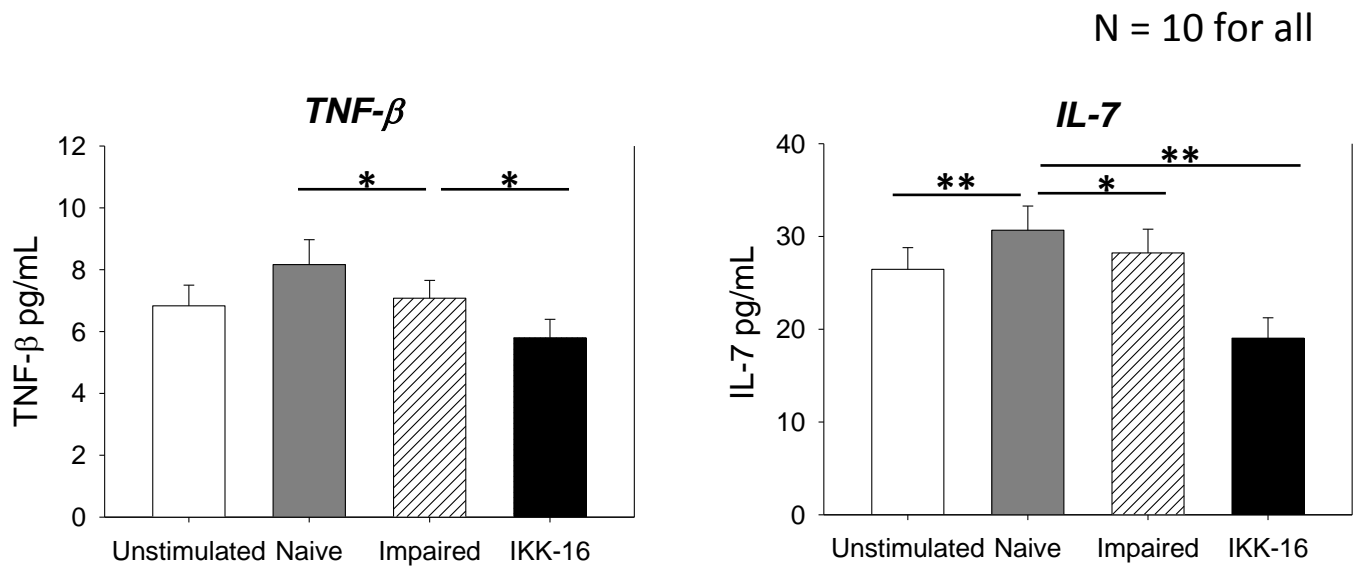 N = 10 for all
TNF-β
12
10
8
6
4
2
0
TNF-β pg/mL
*
*
Unstimulated Naive Impaired IKK-16
IL-7
40
30
20
10
0
IL-7 pg/mL
**
**
*
Unstimulated Naive Impaired IKK-16